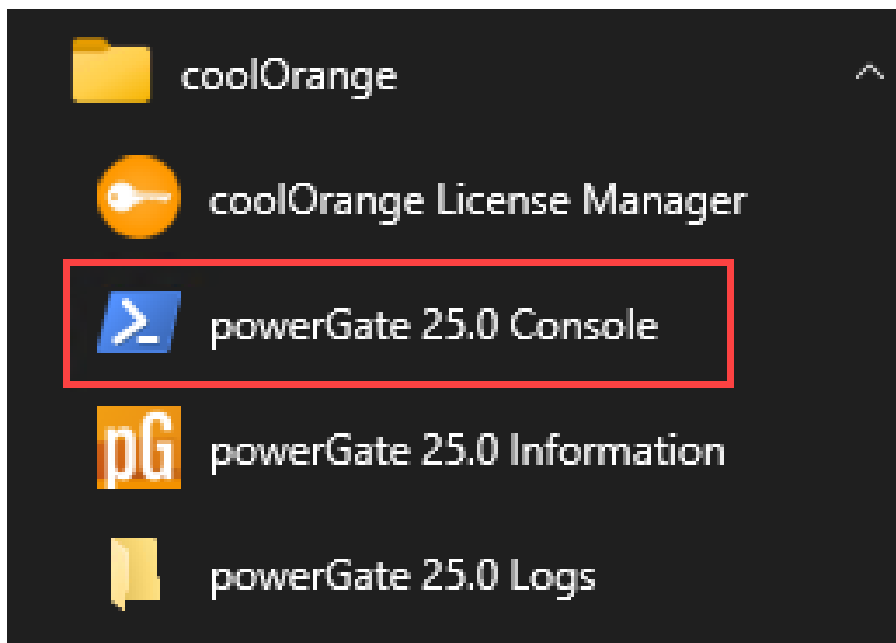 coolOrange
coolOrange License Manager
powerGate 25.0 Console
pG
powerGate 25.0 Information
powerGate 25.0 Logs